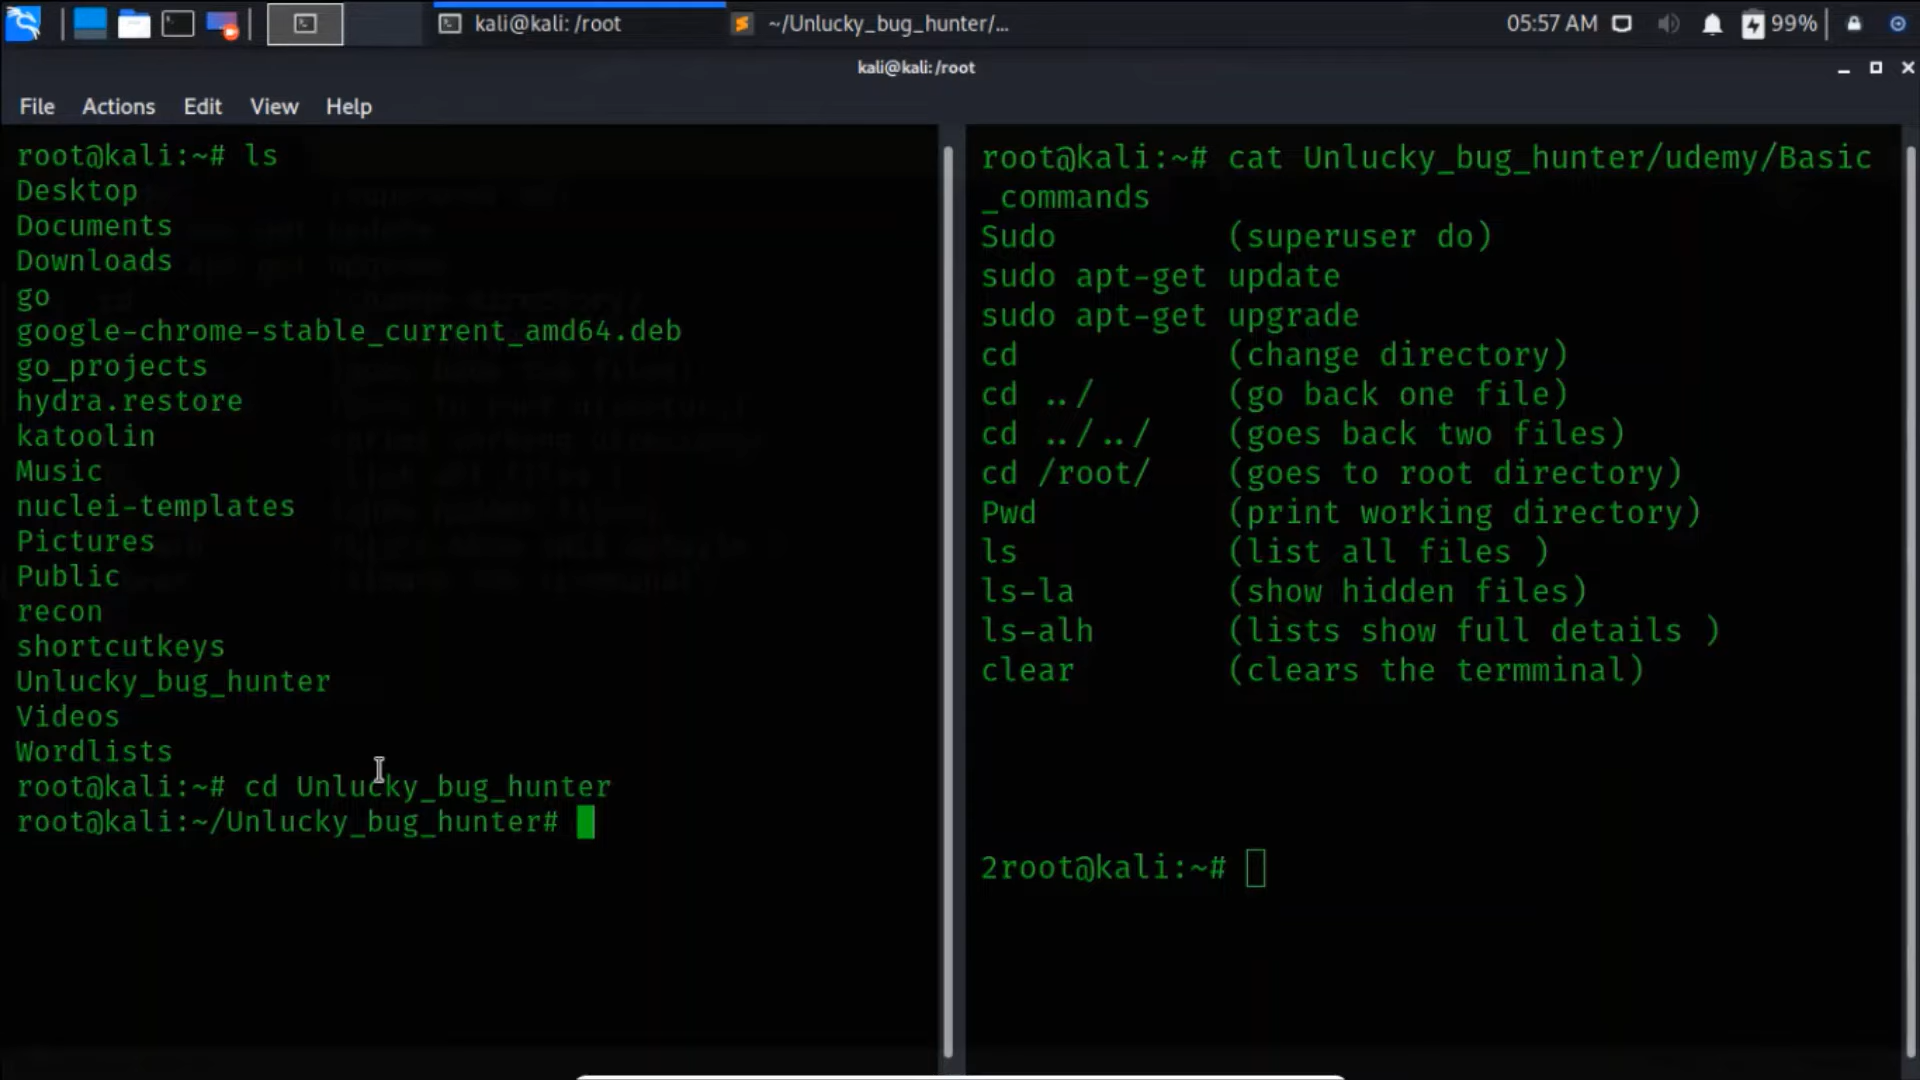 kali@kali: /root
~/Unlucky_bug_hunter/...
05:57 AM
99%
kali@kali: /root
File Actions Edit View Help
root@kali:~# ls
Desktop
Documents
Downloads
go
google-chrome-stable_current_amd64.deb
go_projects
hydra.restore
katoolin
Music
nuclei-templates
Pictures
Public
recon
shortcutkeys
Unlucky_bug_hunter
Videos
Wordlists
root@kali:~# cd Unlucky_bug_hunter
root@kali:~/Unlucky_bug_hunter#
root@kali:~# cat Unlucky_bug_hunter/udemy/Basic
_commands
Sudo (superuser do)
sudo apt-get update
sudo apt-get upgrade
cd (change directory)
cd ../ (go back one file)
cd ../../ (goes back two files)
cd /root/ (goes to root directory)
Pwd (print working directory)
ls (list all files )
ls-la (show hidden files)
ls-alh (lists show full details )
clear (clears the termminal)
2root@kali:~#